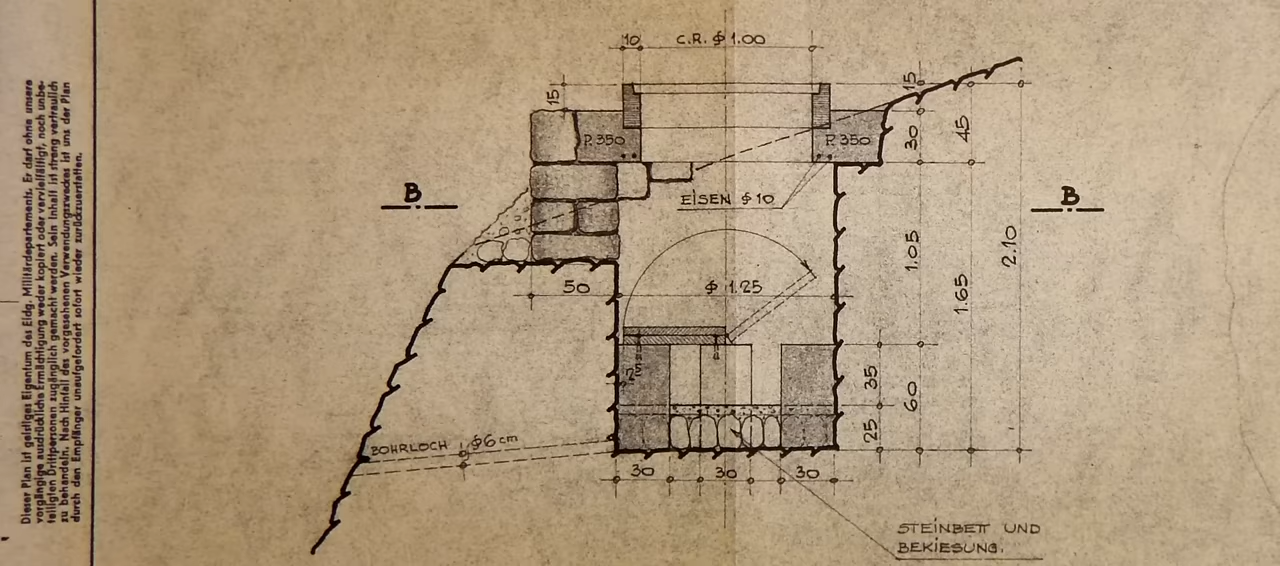 Dieser Plan ist geistiges Eigentum des Eidg. Militärdepartements. Er darf ohne unsere
vorgängige ausdrückliche Ermächtigung weder kopiert oder vervielfältigt, noch unbe-
teiligten Drittpersonen zugänglich gemacht werden. Sein Inhalt ist streng vertraulich
zu behandeln. Nach Hinfall des vorgesehenen Verwendungszweckes ist uns der Plan
durch den Empfänger unaufgefordert sofort wieder zurückzuerstatten.
10 C.R. ϕ 1.00
15
15
P.350 P.350
30
45
B B
EISEN ϕ 10
1.05
2.10
50 ϕ 1.25
1.65
35
60
25
BOHRLOCH ϕ 6 cm
30 30 30
STEINBETT UND
BEKIESUNG.